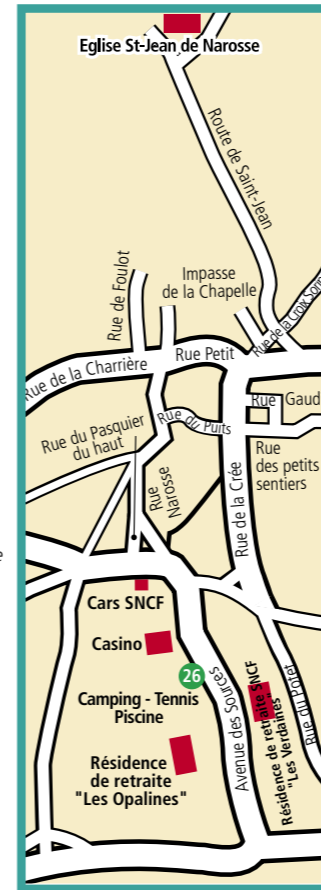 Eglise St-Jean de Narosse
Route de Saint-Jean
Impasse
de la Chapelle
Rue de Foulot
Rue de la Charrière
Rue Petit
Rue de la Croix
Rue Gaud
Rue du Pasquier
du haut
Rue du Puits
Rue
des petits
sentiers
Rue
Narosse
Rue de la Crée
Cars SNCF
Casino
26
Camping - Tennis
Piscine
Avenue des Sources
Résidence de retraite SNCF
"Les Verdaines"
Rue du Potet
Résidence
de retraite
"Les Opalines"